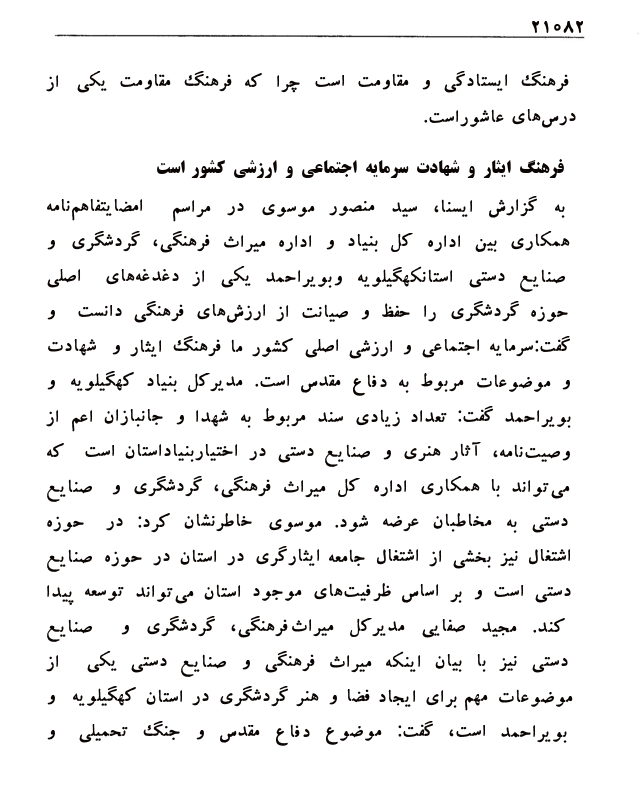 ۲۱۰۸۲
فرهنگ ایستادگی و مقاومت است چرا که فرهنگ مقاومت یکی از
درس‌های عاشوراست.
فرهنگ ایثار و شهادت سرمایه اجتماعی و ارزشی کشور است
به گزارش ایسنا، سید منصور موسوی در مراسم امضایتفاهم‌نامه
همکاری بین اداره کل بنیاد و اداره میراث فرهنگی، گردشگری و
صنایع دستی استانکهگیلویه وبویراحمد یکی از دغدغه‌های اصلی
حوزه گردشگری را حفظ و صیانت از ارزش‌های فرهنگی دانست و
گفت:سرمایه اجتماعی و ارزشی اصلی کشور ما فرهنگ ایثار و شهادت
و موضوعات مربوط به دفاع مقدس است. مدیرکل بنیاد کهگیلویه و
بویراحمد گفت: تعداد زیادی سند مربوط به شهدا و جانبازان اعم از
وصیت‌نامه، آثار هنری و صنایع دستی در اختیاربنیاداستان است که
می‌تواند با همکاری اداره کل میراث فرهنگی، گردشگری و صنایع
دستی به مخاطبان عرضه شود. موسوی خاطرنشان کرد: در حوزه
اشتغال نیز بخشی از اشتغال جامعه ایثارگری در استان در حوزه صنایع
دستی است و بر اساس ظرفیت‌های موجود استان می‌تواند توسعه پیدا
کند. مجید صفایی مدیرکل میراث‌فرهنگی، گردشگری و صنایع
دستی نیز با بیان اینکه میراث فرهنگی و صنایع دستی یکی از
موضوعات مهم برای ایجاد فضا و هنر گردشگری در استان کهگیلویه و
بویراحمد است، گفت: موضوع دفاع مقدس و جنگ تحمیلی و